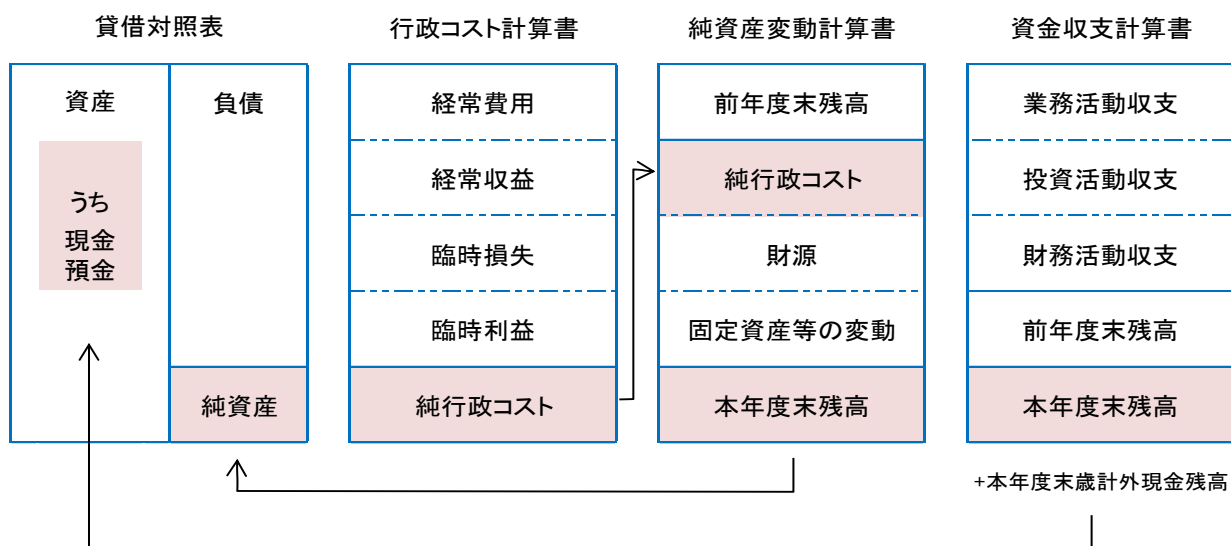 貸借対照表
資産
負債
うち
現金
預金
純資産
行政コスト計算書
経常費用
経常収益
臨時損失
臨時利益
純行政コスト
純資産変動計算書
前年度末残高
純行政コスト
財源
固定資産等の変動
本年度末残高
資金収支計算書
業務活動収支
投資活動収支
財務活動収支
前年度末残高
本年度末残高
+本年度末歳計外現金残高